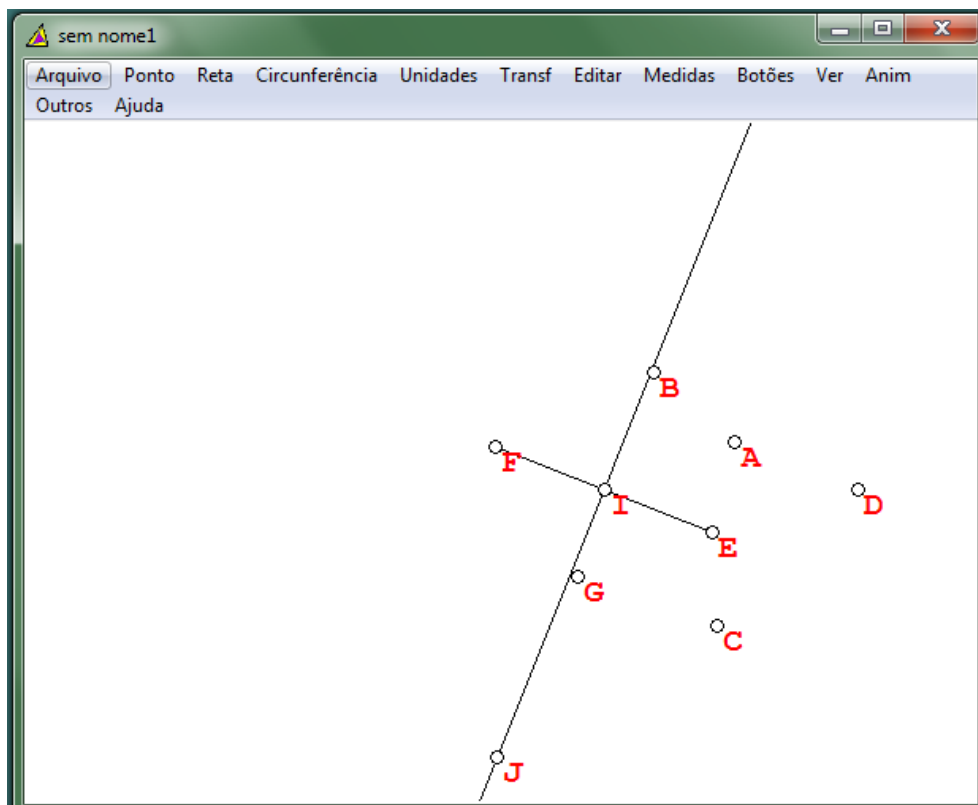 sem nome1
Arquivo Ponto Reta Circunferência Unidades Transf Editar Medidas Botões Ver Anim
Outros Ajuda
B
A
F
I
D
E
G
C
J